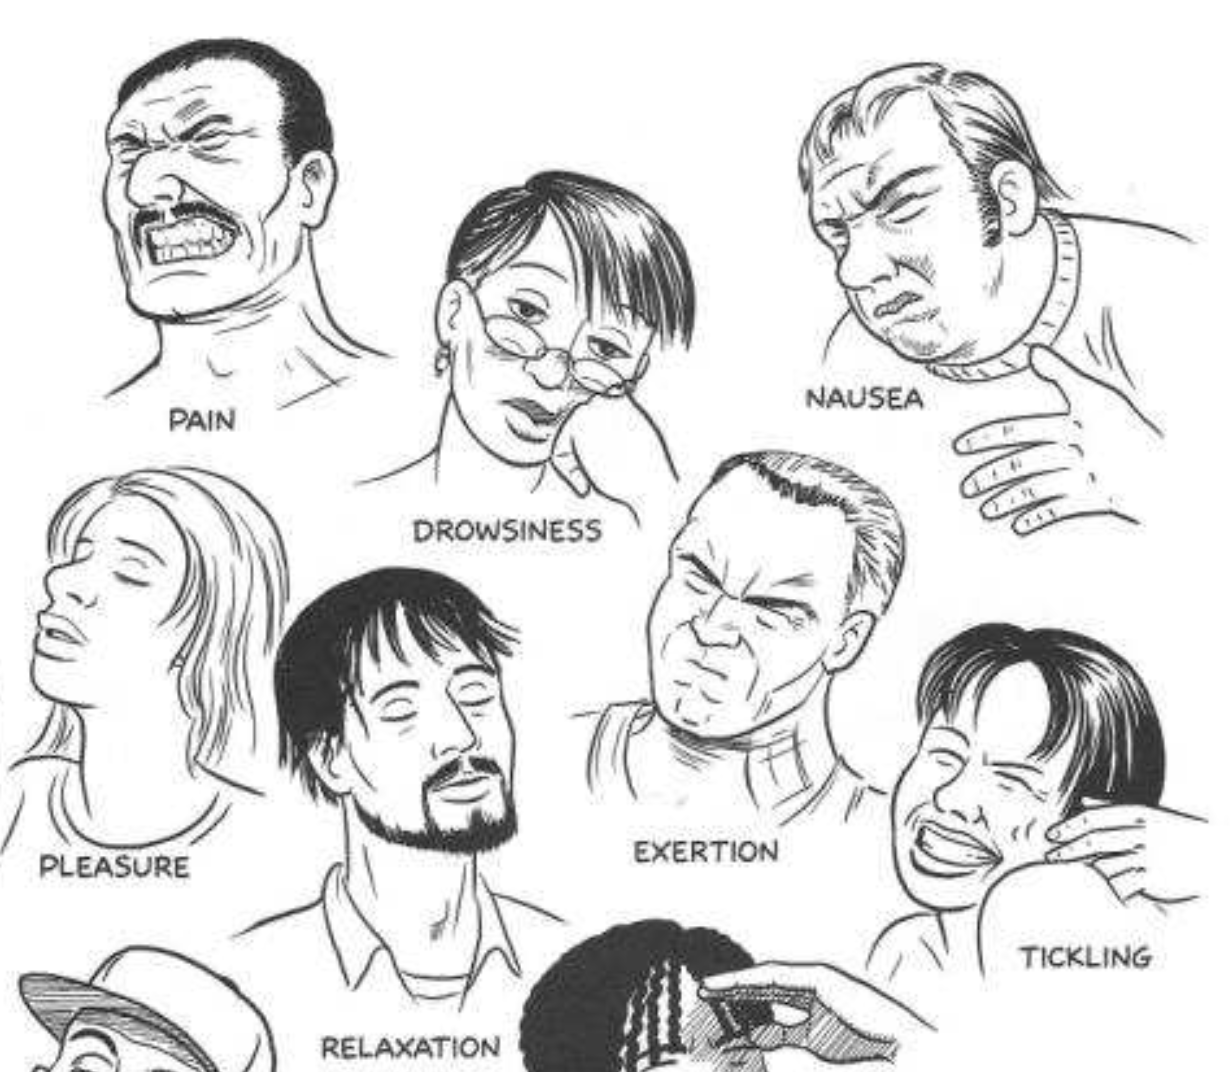 PAIN
NAUSEA
DROWSINESS
PLEASURE
EXERTION
TICKLING
RELAXATION